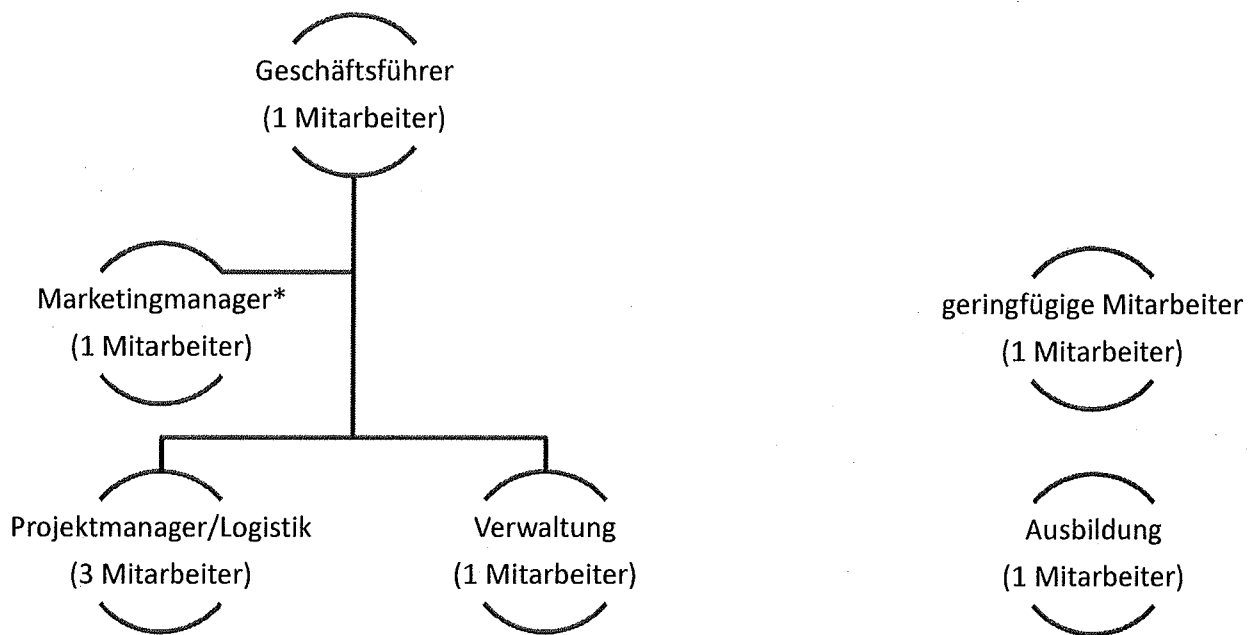 Geschäftsführer
(1 Mitarbeiter)
Marketingmanager*
(1 Mitarbeiter)
geringfügige Mitarbeiter
(1 Mitarbeiter)
Projektmanager/Logistik
(3 Mitarbeiter)
Verwaltung
(1 Mitarbeiter)
Ausbildung
(1 Mitarbeiter)